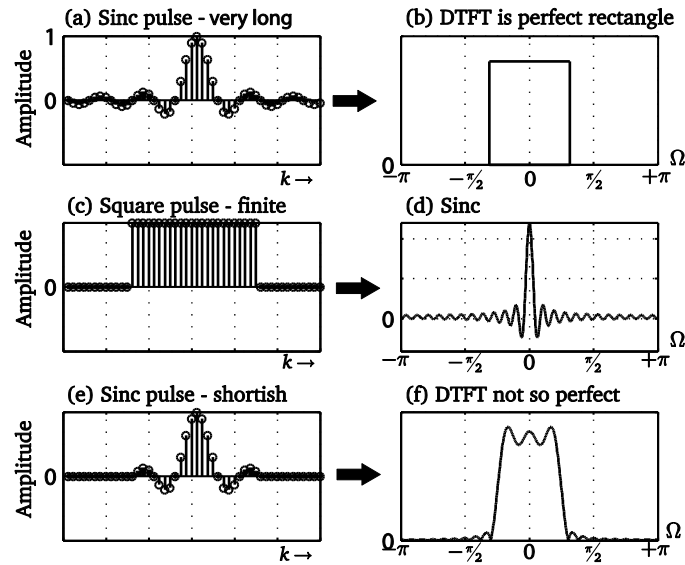 (a) Sinc pulse - very long
(b) DTFT is perfect rectangle
Amplitude
1
0
k →
0
Ω
−π
−π/2
0
π/2
+π
(c) Square pulse - finite
(d) Sinc
Amplitude
0
k →
0
Ω
−π
−π/2
0
π/2
+π
(e) Sinc pulse - shortish
(f) DTFT not so perfect
Amplitude
0
k →
0
Ω
−π
−π/2
0
π/2
+π